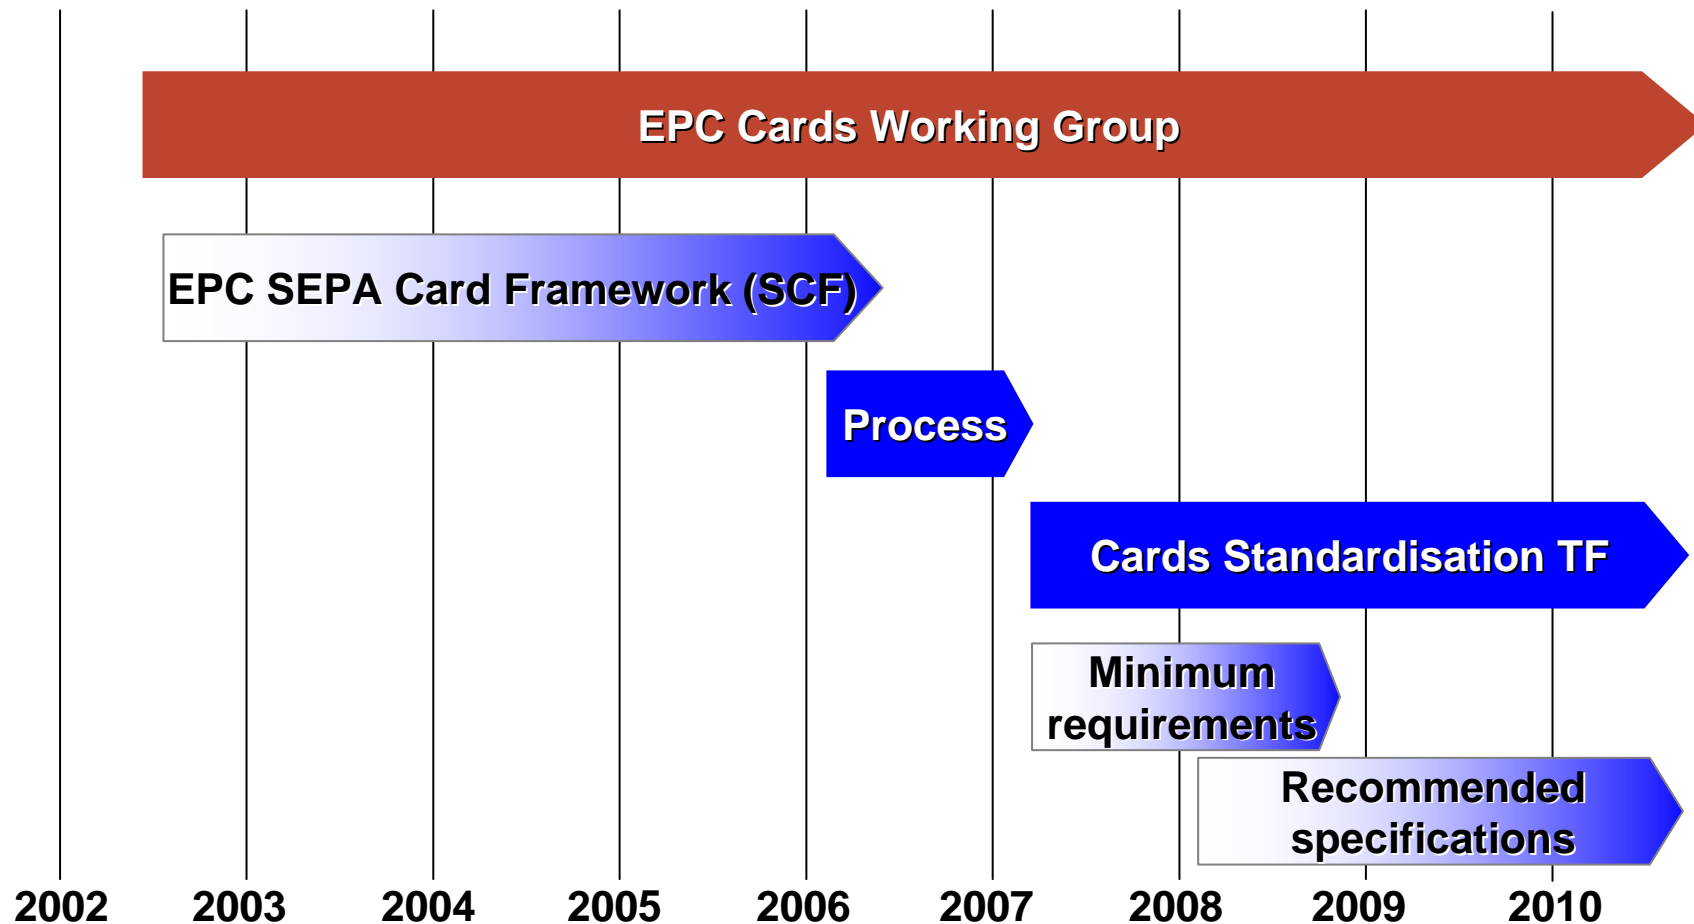 EPC Cards Working Group
EPC SEPA Card Framework (SCF)
Process
Cards Standardisation TF
Minimum
requirements
Recommended
specifications
2002 2003 2004 2005 2006 2007 2008 2009 2010